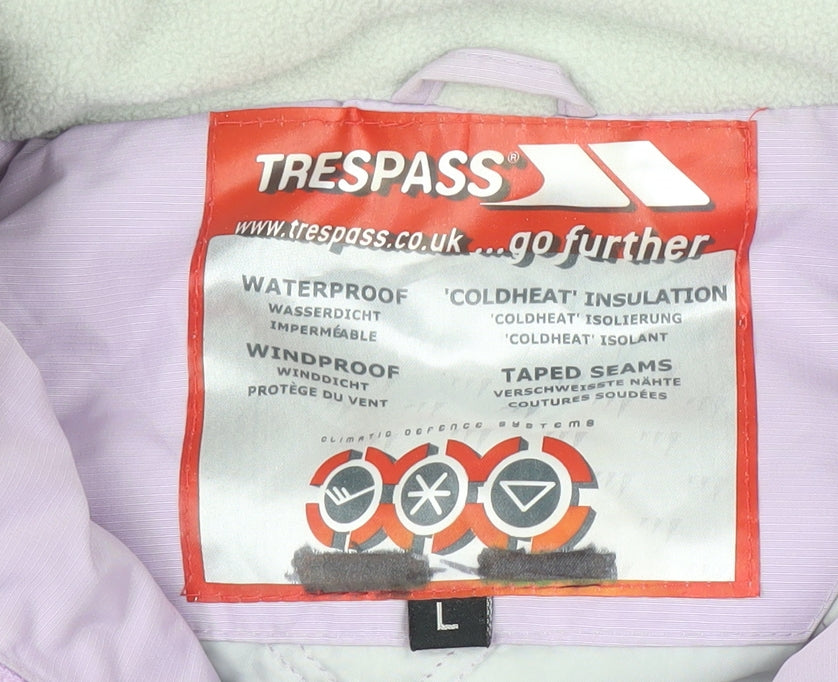 TRESPASS®
www.trespass.co.uk ...go further
WATERPROOF
WASSERDICHT
IMPERMÉABLE
'COLDHEAT' INSULATION
'COLDHEAT' ISOLIERUNG
'COLDHEAT' ISOLANT
WINDPROOF
WINDDICHT
PROTÈGE DU VENT
TAPED SEAMS
VERSCHWEISSTE NÄHTE
COUTURES SOUDÉES
CLIMATIC DEFENCE SYSTEMS
L